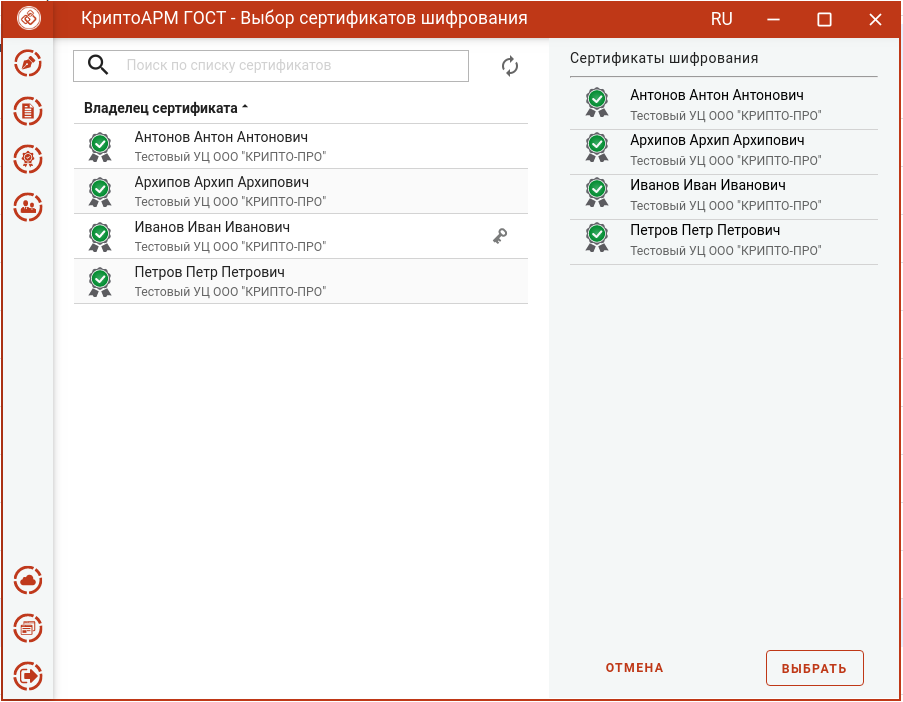 КриптоАРМ ГОСТ - Выбор сертификатов шифрования
RU
Поиск по списку сертификатов
Владелец сертификата
Антонов Антон Антонович
Тестовый УЦ ООО "КРИПТО-ПРО"
Архипов Архип Архипович
Тестовый УЦ ООО "КРИПТО-ПРО"
Иванов Иван Иванович
Тестовый УЦ ООО "КРИПТО-ПРО"
Петров Петр Петрович
Тестовый УЦ ООО "КРИПТО-ПРО"
Сертификаты шифрования
Антонов Антон Антонович
Тестовый УЦ ООО "КРИПТО-ПРО"
Архипов Архип Архипович
Тестовый УЦ ООО "КРИПТО-ПРО"
Иванов Иван Иванович
Тестовый УЦ ООО "КРИПТО-ПРО"
Петров Петр Петрович
Тестовый УЦ ООО "КРИПТО-ПРО"
ОТМЕНА
ВЫБРАТЬ